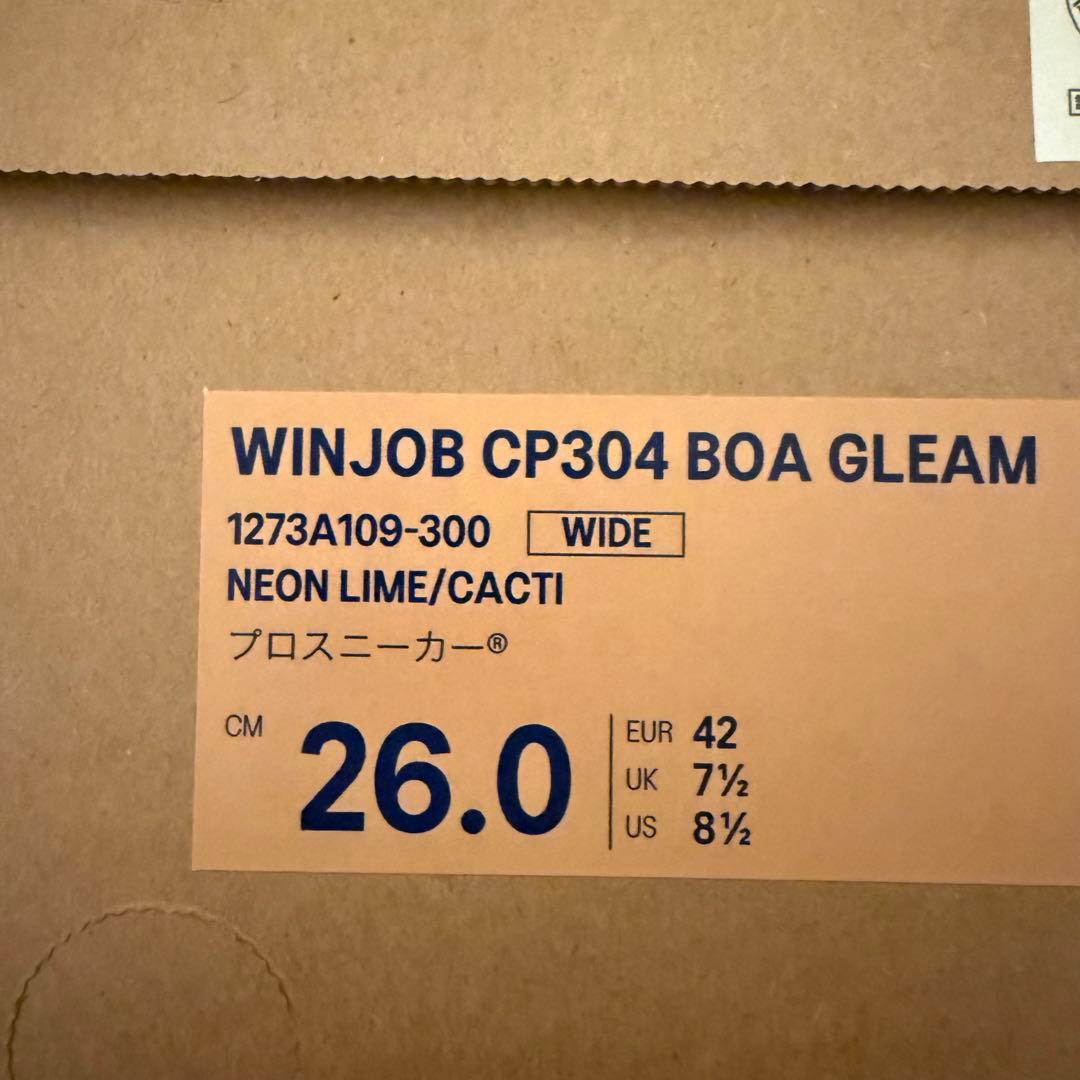 WINJOB CP304 BOA GLEAM
1273A109-300 WIDE
NEON LIME/CACTI
プロスニーカー®
CM 26.0
EUR 42
UK 7½
US 8½